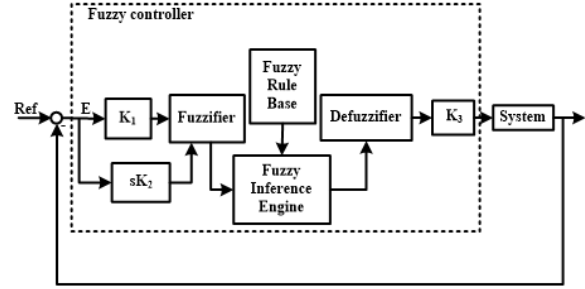 Fuzzy controller
Ref
-
E
K1
sK2
Fuzzifier
Fuzzy
Rule
Base
Fuzzy
Inference
Engine
Defuzzifier
K3
System